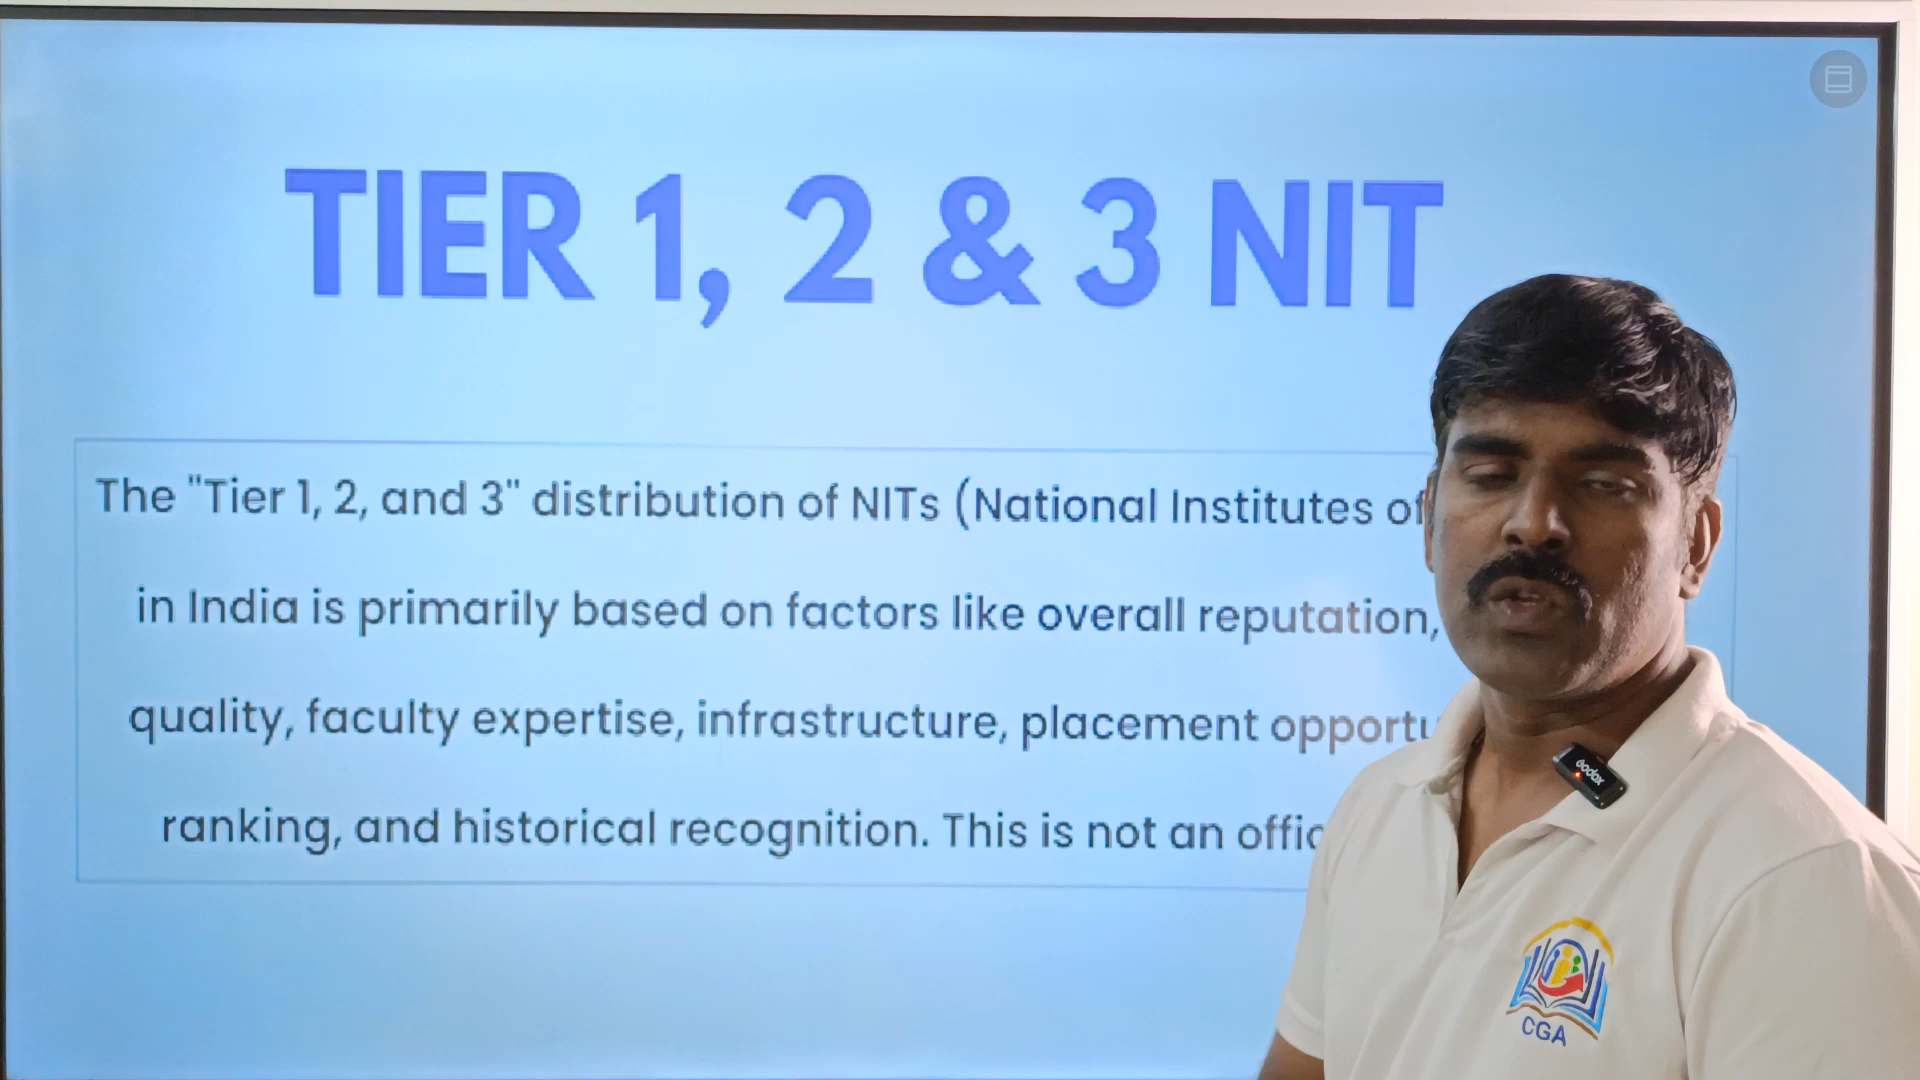 TIER 1, 2 & 3 NIT
The "Tier 1, 2, and 3" distribution of NITs (National Institutes of
in India is primarily based on factors like overall reputation,
quality, faculty expertise, infrastructure, placement opportu
ranking, and historical recognition. This is not an offic
Godox
CGA